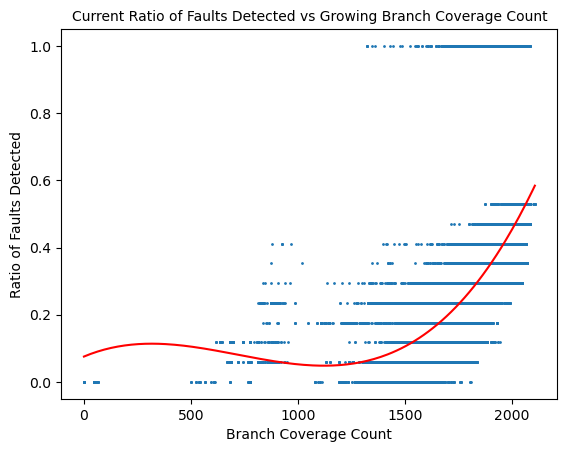 Current Ratio of Faults Detected vs Growing Branch Coverage Count
1.0
0.8
0.6
0.4
0.2
0.0
Ratio of Faults Detected
0 500 1000 1500 2000
Branch Coverage Count